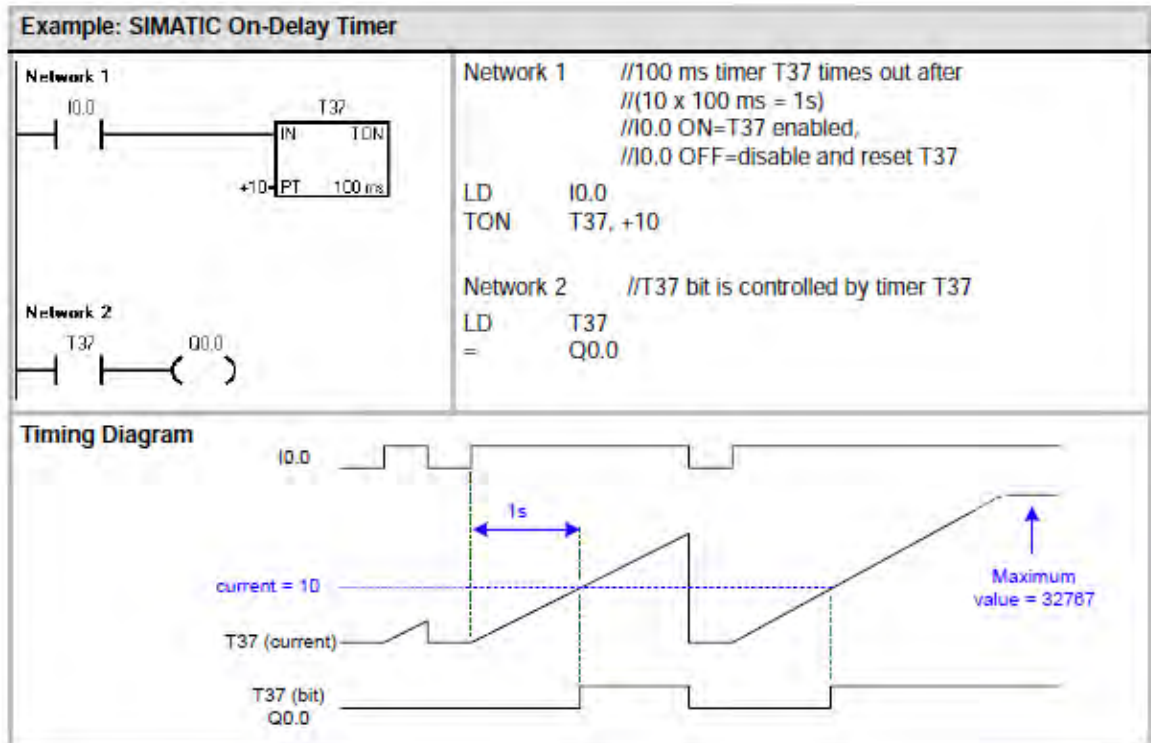 Example: SIMATIC On-Delay Timer
Network 1
I0.0
T37
IN TON
+10 PT 100 ms
Network 2
T37 Q0.0
Network 1 //100 ms timer T37 times out after
//(10 x 100 ms = 1s)
//I0.0 ON=T37 enabled,
//I0.0 OFF=disable and reset T37
LD I0.0
TON T37, +10
Network 2 //T37 bit is controlled by timer T37
LD T37
= Q0.0
Timing Diagram
I0.0
1s
current = 10
Maximum
value = 32767
T37 (current)
T37 (bit)
Q0.0